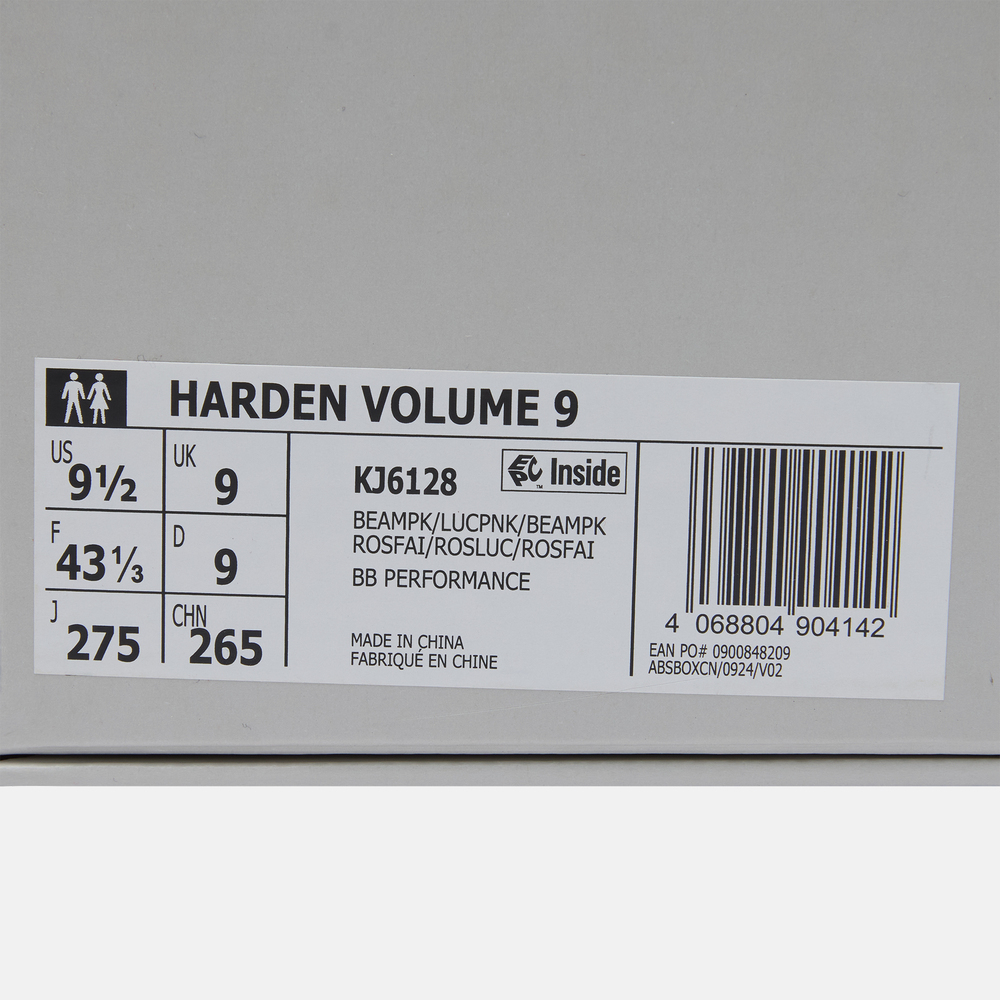 HARDEN VOLUME 9
US 9½
UK 9
F 43⅓
D 9
J 275
CHN 265
KJ6128
EPC™ Inside
BEAMPK/LUCPNK/BEAMPK
ROSFAI/ROSLUC/ROSFAI
BB PERFORMANCE
MADE IN CHINA
FABRIQUÉ EN CHINE
4 068804 904142
EAN PO# 0900848209
ABSBOXCN/0924/V02